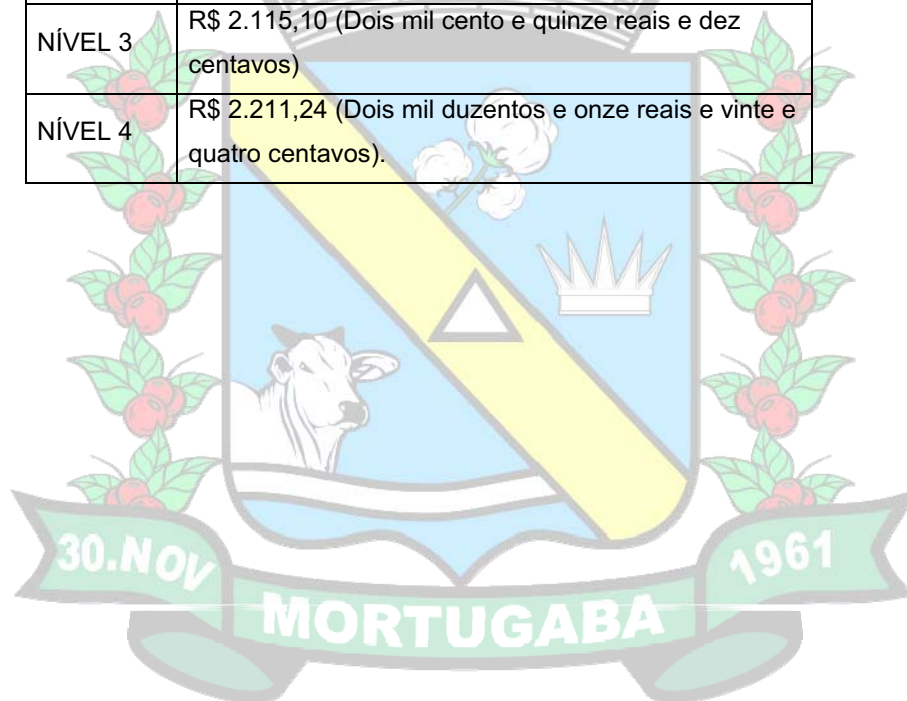 NÍVEL 3
R$ 2.115,10 (Dois mil cento e quinze reais e dez
centavos)
NÍVEL 4
R$ 2.211,24 (Dois mil duzentos e onze reais e vinte e
quatro centavos).
30.NOV
1961
MORTUGABA